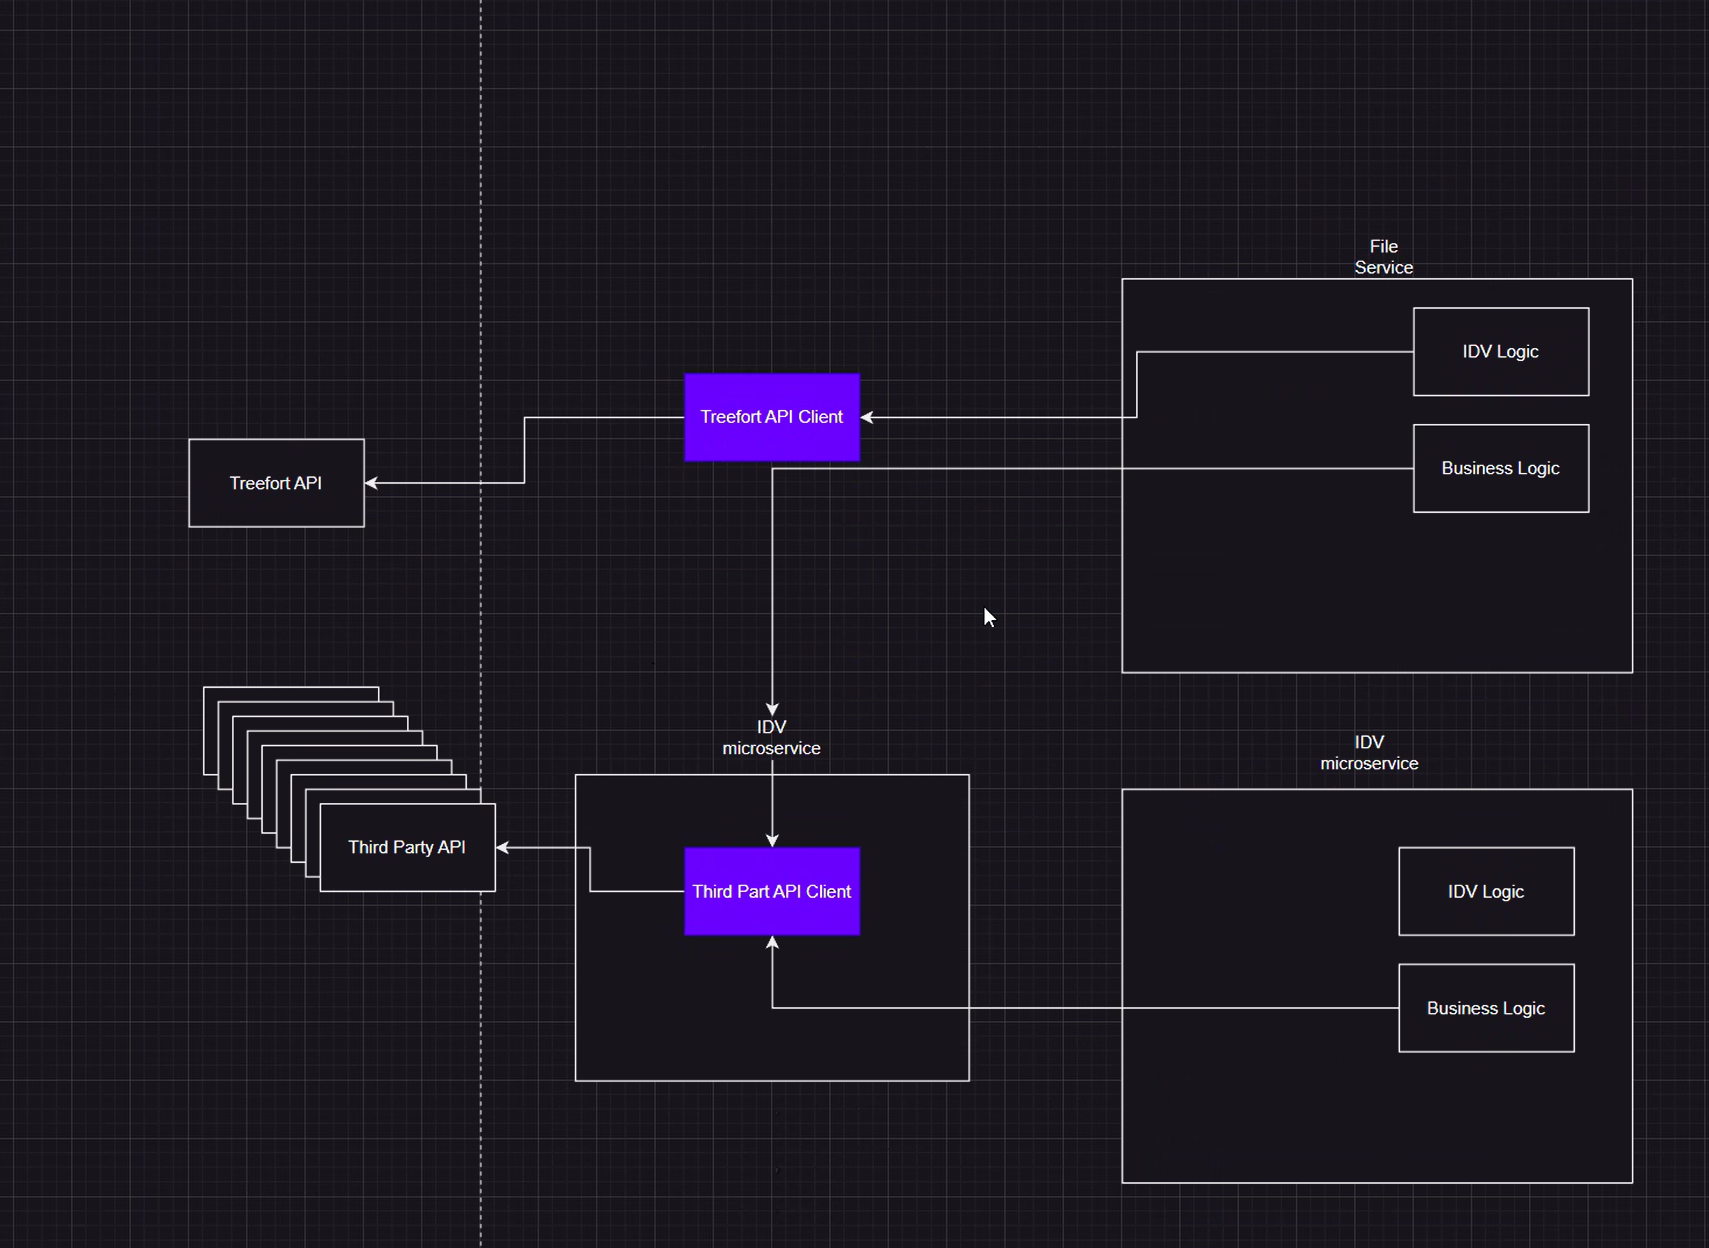 File
Service
IDV Logic
Treefort API Client
Business Logic
Treefort API
IDV
microservice
IDV
microservice
Third Party API
Third Part API Client
IDV Logic
Business Logic